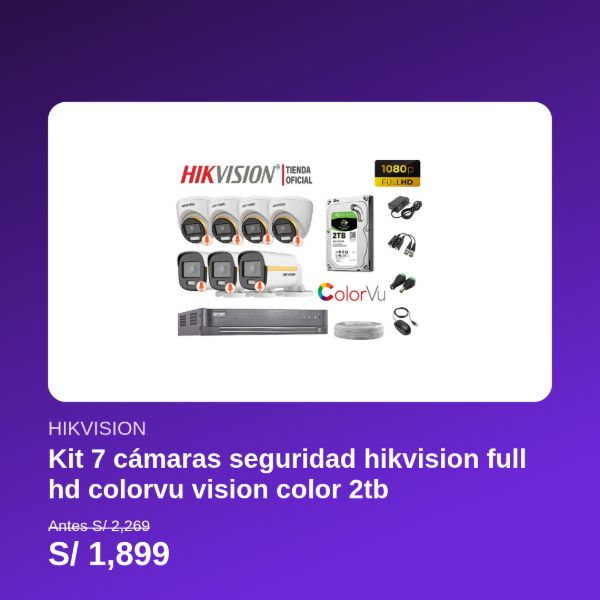 HIKVISION® TIENDA OFICIAL
1080p
FULL HD
2TB
ColorVu
HIKVISION
Kit 7 cámaras seguridad hikvision full
hd colorvu vision color 2tb
Antes S/ 2,269
S/ 1,899